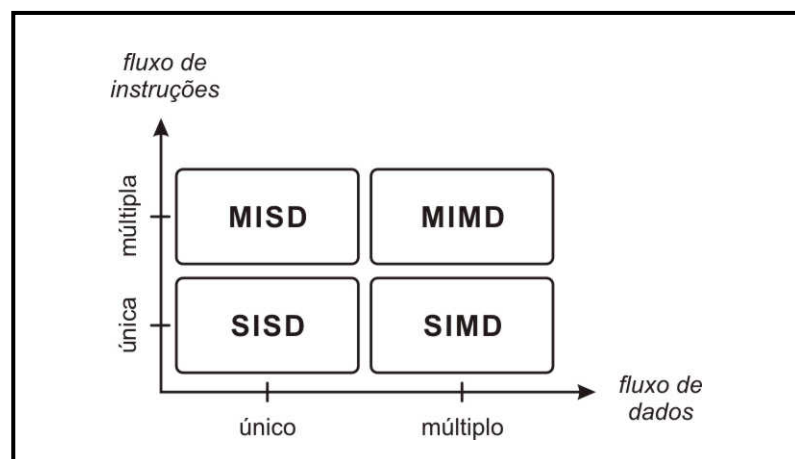 fluxo de
instruções
múltipla
MISD
MIMD
única
SISD
SIMD
único
múltiplo
fluxo de
dados